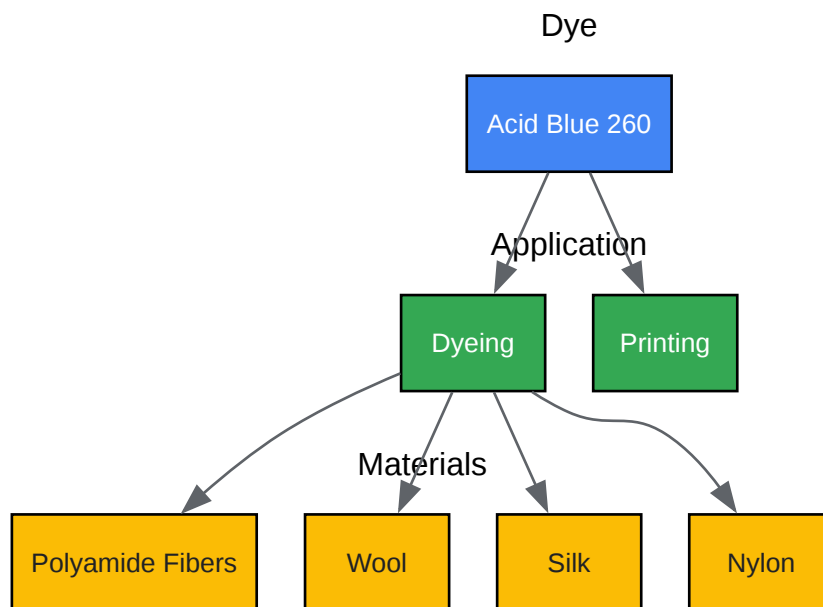 Dye
Acid Blue 260
Application
Dyeing
Printing
Materials
Polyamide Fibers
Wool
Silk
Nylon